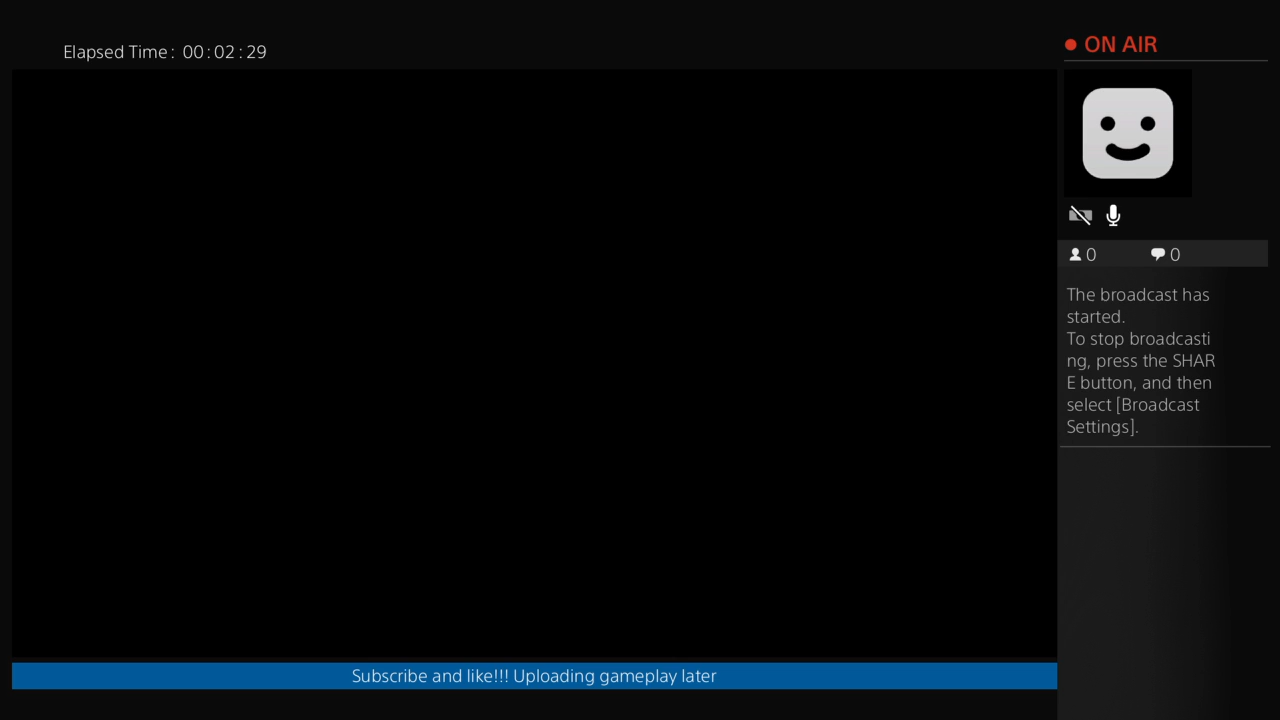 Elapsed Time: 00:02:29
ON AIR
0 0
The broadcast has
started.
To stop broadcasti
ng, press the SHAR
E button, and then
select [Broadcast
Settings].
Subscribe and like!!! Uploading gameplay later